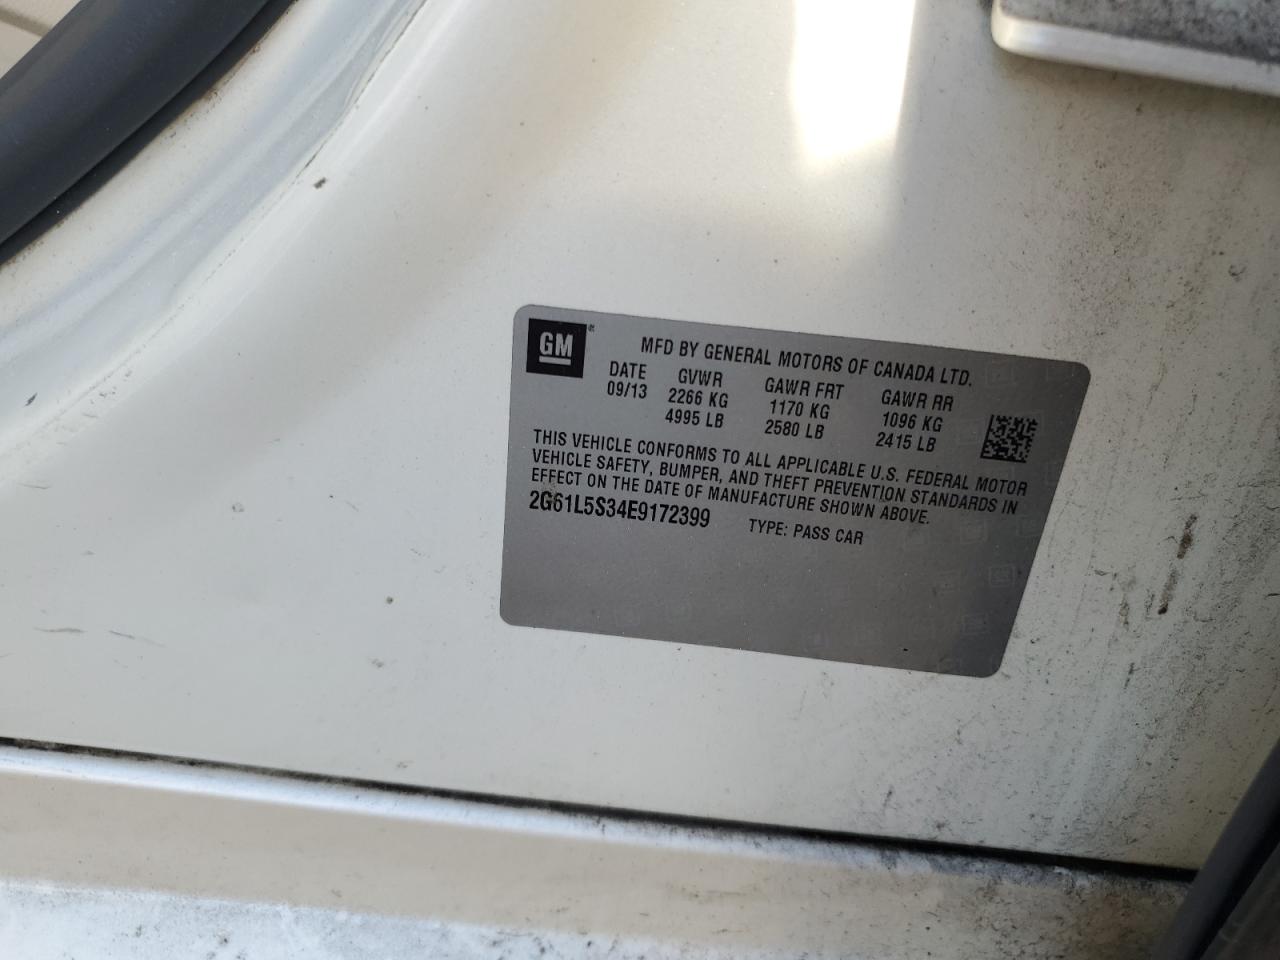 GM®
MFD BY GENERAL MOTORS OF CANADA LTD.
DATE GVWR GAWR FRT GAWR RR
09/13 2266 KG 1170 KG 1096 KG
4995 LB 2580 LB 2415 LB
THIS VEHICLE CONFORMS TO ALL APPLICABLE U.S. FEDERAL MOTOR
VEHICLE SAFETY, BUMPER, AND THEFT PREVENTION STANDARDS IN
EFFECT ON THE DATE OF MANUFACTURE SHOWN ABOVE.
2G61L5S34E9172399 TYPE: PASS CAR